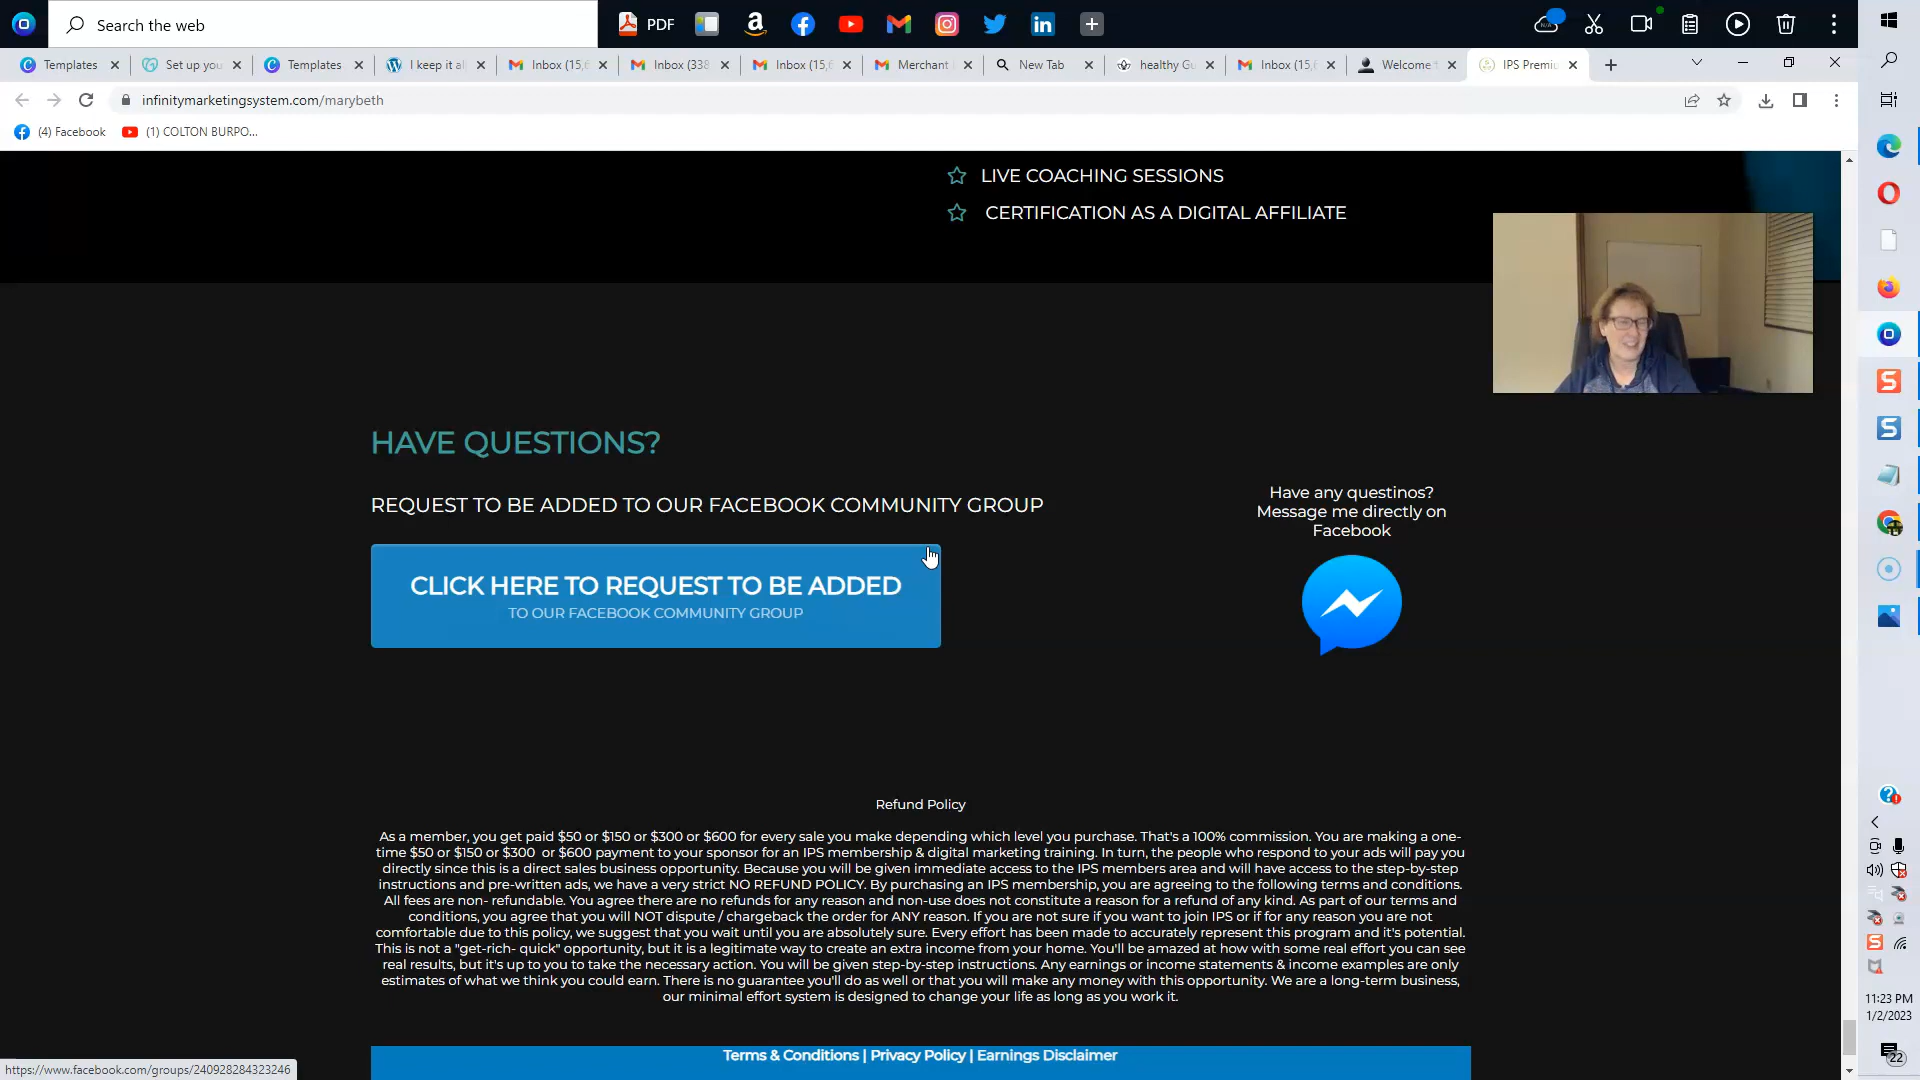 Search the web
PDF
Templates
Set up you
Templates
I keep it al
Inbox (15,6
Inbox (338
Inbox (15,6
Merchant
New Tab
healthy Gu
Inbox (15,6
Welcome
IPS Premiu
infinitymarketingsystem.com/marybeth
(4) Facebook
(1) COLTON BURPO...
LIVE COACHING SESSIONS
CERTIFICATION AS A DIGITAL AFFILIATE
HAVE QUESTIONS?
REQUEST TO BE ADDED TO OUR FACEBOOK COMMUNITY GROUP
Have any questinos?
Message me directly on
Facebook
CLICK HERE TO REQUEST TO BE ADDED
TO OUR FACEBOOK COMMUNITY GROUP
Refund Policy
As a member, you get paid $50 or $150 or $300 or $600 for every sale you make depending which level you purchase. That's a 100% commission. You are making a one-
time $50 or $150 or $300  or $600 payment to your sponsor for an IPS membership & digital marketing training. In turn, the people who respond to your ads will pay you
directly since this is a direct sales business opportunity. Because you will be given immediate access to the IPS members area and will have access to the step-by-step
instructions and pre-written ads, we have a very strict NO REFUND POLICY. By purchasing an IPS membership, you are agreeing to the following terms and conditions.
All fees are non- refundable. You agree there are no refunds for any reason and non-use does not constitute a reason for a refund of any kind. As part of our terms and
conditions, you agree that you will NOT dispute / chargeback the order for ANY reason. If you are not sure if you want to join IPS or if for any reason you are not
comfortable due to this policy, we suggest that you wait until you are absolutely sure. Every effort has been made to accurately represent this program and it's potential.
This is not a "get-rich- quick" opportunity, but it is a legitimate way to create an extra income from your home. You'll be amazed at how with some real effort you can see
real results, but it's up to you to take the necessary action. You will be given step-by-step instructions. Any earnings or income statements & income examples are only
estimates of what we think you could earn. There is no guarantee you'll do as well or that you will make any money with this opportunity. We are a long-term business,
our minimal effort system is designed to change your life as long as you work it.
Terms & Conditions | Privacy Policy | Earnings Disclaimer
https://www.facebook.com/groups/240928284323246
11:23 PM
1/2/2023
22